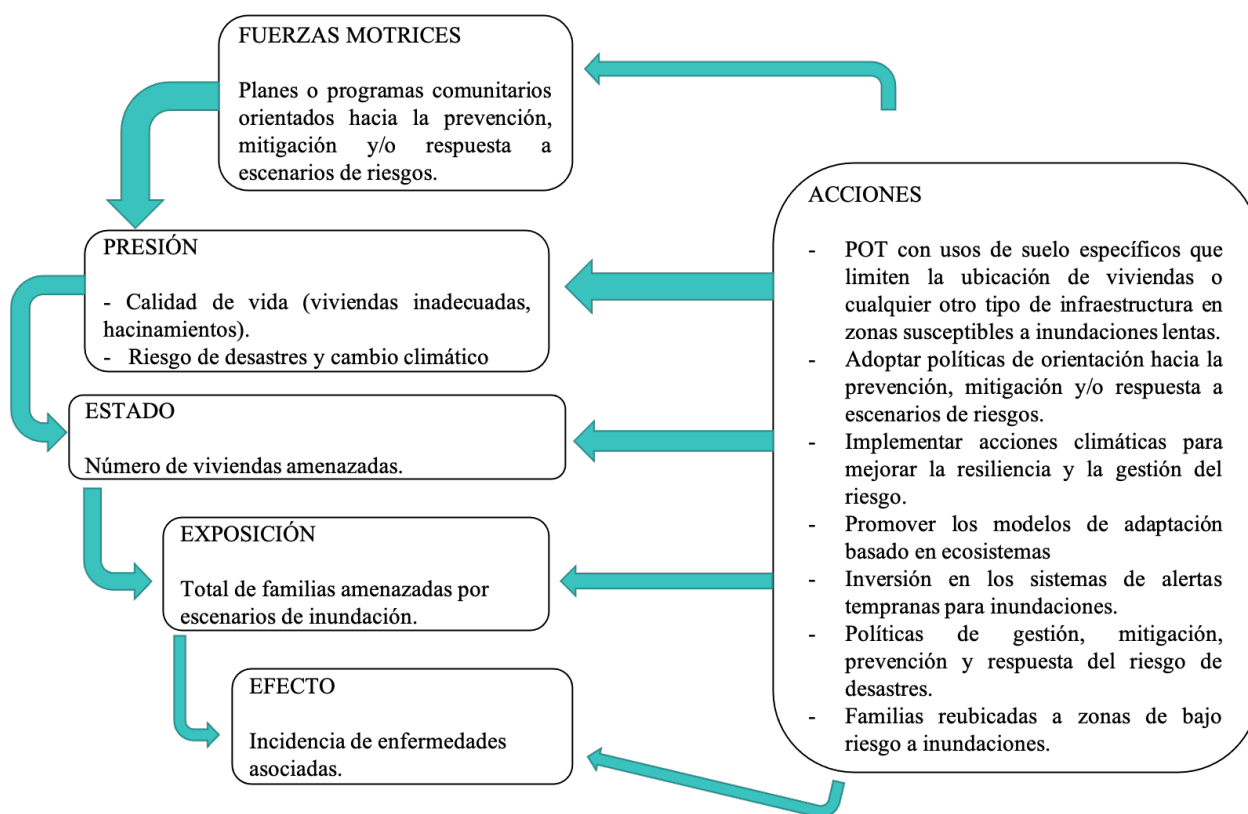 FUERZAS MOTRICES
Planes o programas comunitarios
orientados hacia la prevención,
mitigación y/o respuesta a
escenarios de riesgos.
PRESIÓN
- Calidad de vida (viviendas inadecuadas,
hacinamientos).
- Riesgo de desastres y cambio climático
ESTADO
Número de viviendas amenazadas.
EXPOSICIÓN
Total de familias amenazadas por
escenarios de inundación.
EFECTO
Incidencia de enfermedades
asociadas.
ACCIONES
- POT con usos de suelo específicos que
limiten la ubicación de viviendas o
cualquier otro tipo de infraestructura en
zonas susceptibles a inundaciones lentas.
- Adoptar políticas de orientación hacia la
prevención, mitigación y/o respuesta a
escenarios de riesgos.
- Implementar acciones climáticas para
mejorar la resiliencia y la gestión del
riesgo.
- Promover los modelos de adaptación
basado en ecosistemas
- Inversión en los sistemas de alertas
tempranas para inundaciones.
- Políticas de gestión, mitigación,
prevención y respuesta del riesgo de
desastres.
- Familias reubicadas a zonas de bajo
riesgo a inundaciones.